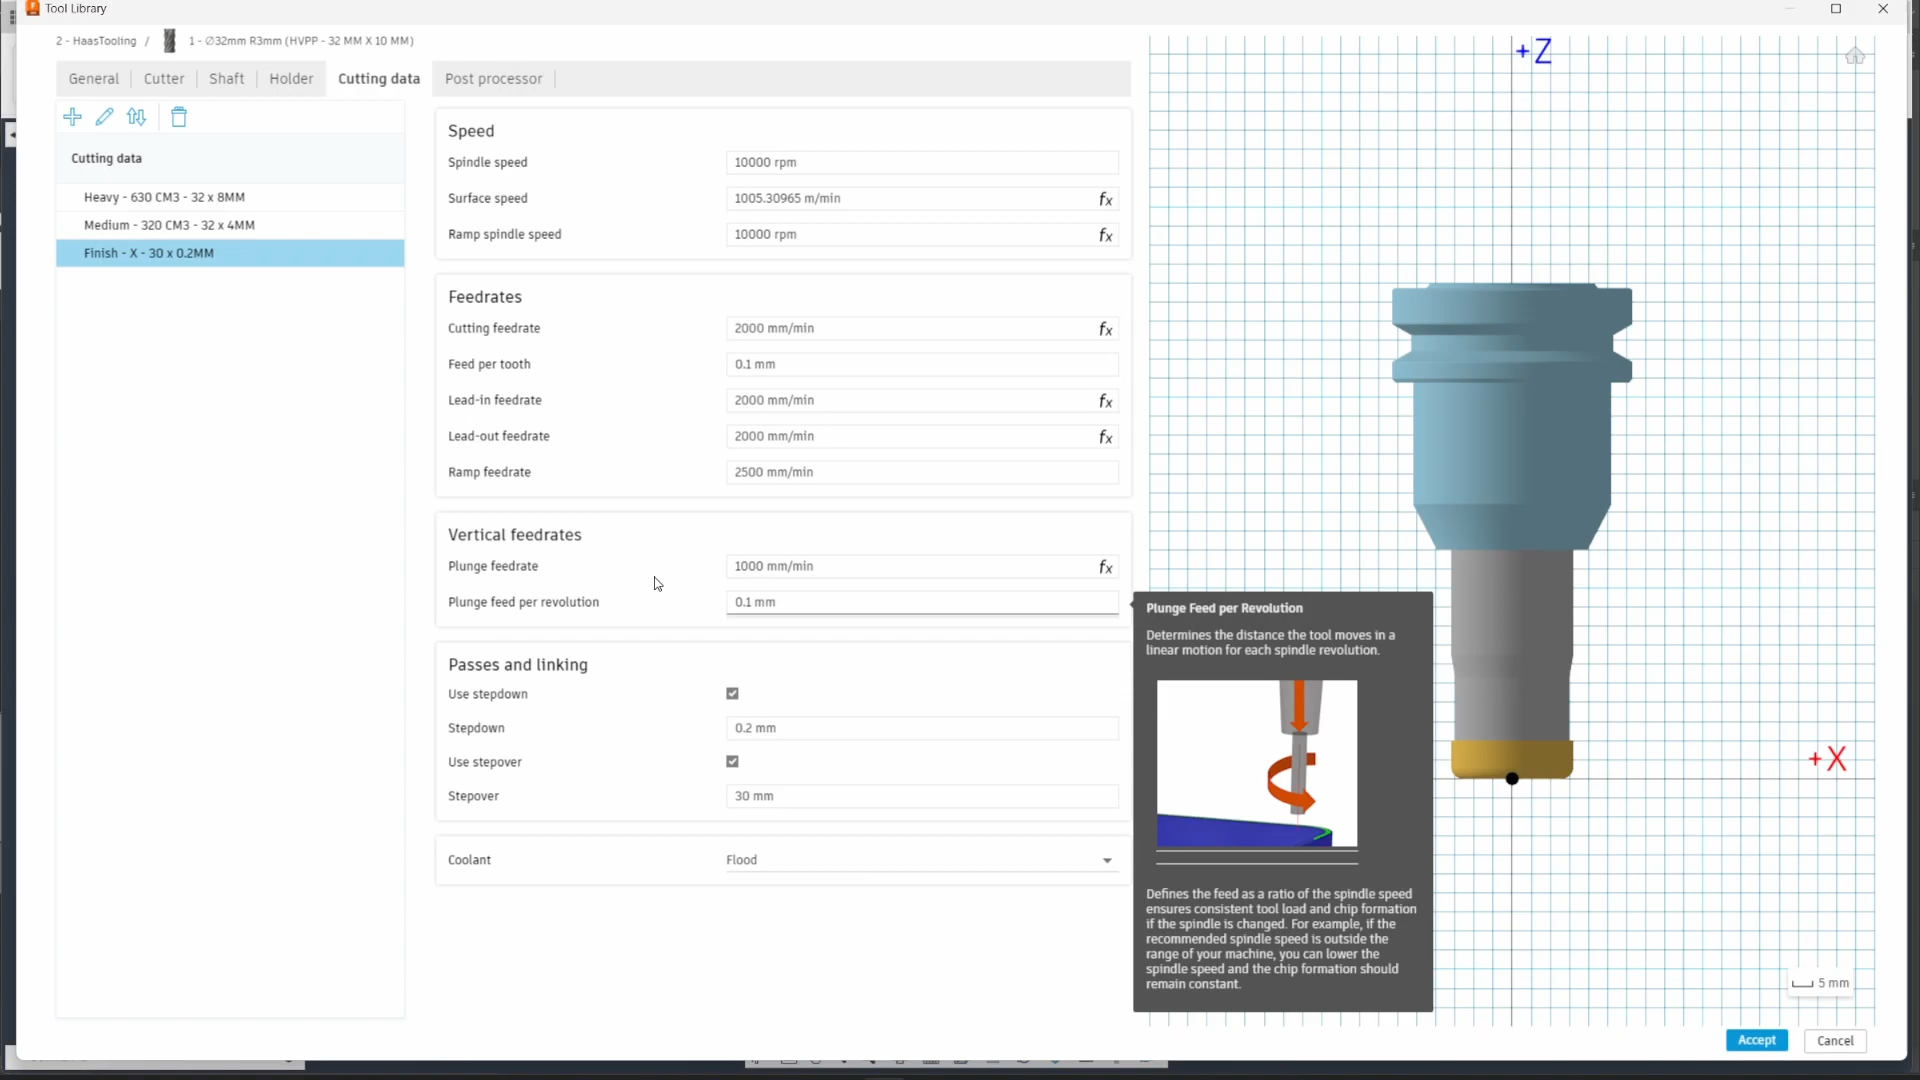 Tool Library
2 - HaasTooling / 1 - Ø32mm R3mm (HVPP - 32 MM X 10 MM)
General Cutter Shaft Holder Cutting data Post processor
Cutting data
Heavy - 630 CM3 - 32 x 8MM
Medium - 320 CM3 - 32 x 4MM
Finish - X - 30 x 0.2MM
Speed
Spindle speed 10000 rpm
Surface speed 1005.30965 m/min fx
Ramp spindle speed 10000 rpm fx
Feedrates
Cutting feedrate 2000 mm/min fx
Feed per tooth 0.1 mm
Lead-in feedrate 2000 mm/min fx
Lead-out feedrate 2000 mm/min fx
Ramp feedrate 2500 mm/min
Vertical feedrates
Plunge feedrate 1000 mm/min fx
Plunge feed per revolution 0.1 mm
Passes and linking
Use stepdown
Stepdown 0.2 mm
Use stepover
Stepover 30 mm
Coolant Flood
+Z
+X
Plunge Feed per Revolution
Determines the distance the tool moves in a
linear motion for each spindle revolution.
Defines the feed as a ratio of the spindle speed
ensures consistent tool load and chip formation
if the spindle is changed. For example, if the
recommended spindle speed is outside the
range of your machine, you can lower the
spindle speed and the chip formation should
remain constant.
5 mm
Accept Cancel